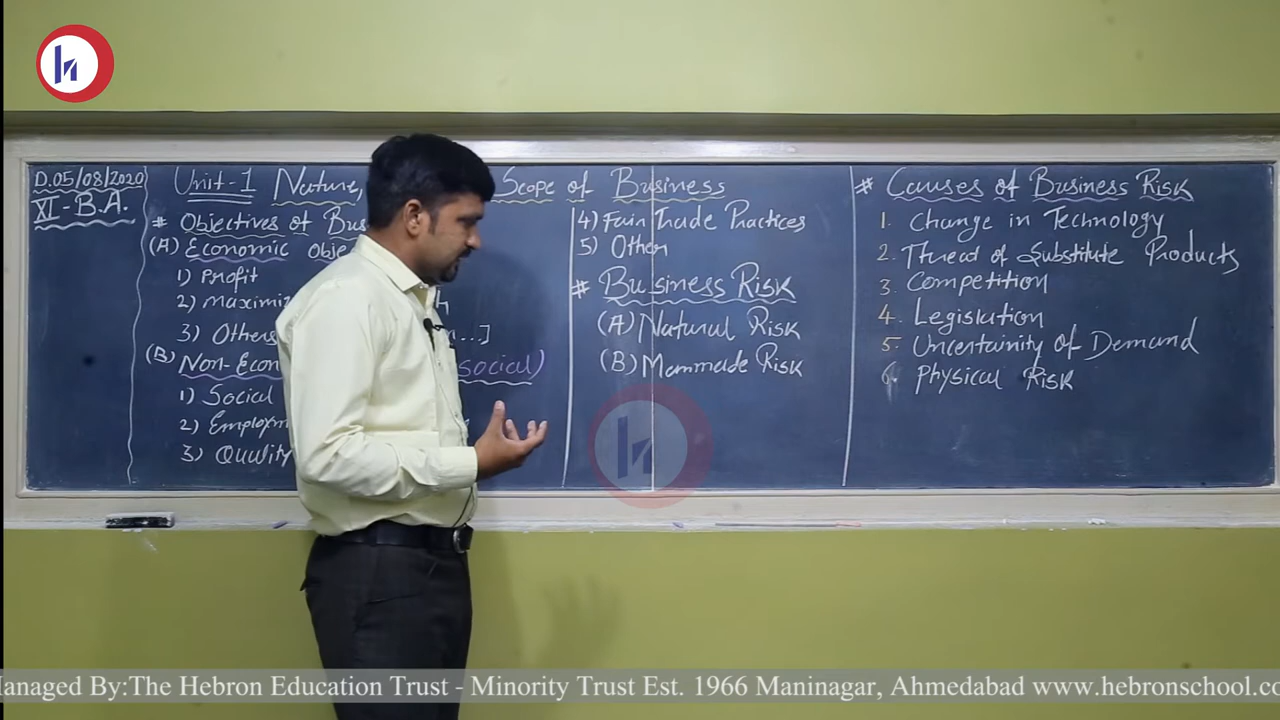 D.05/08/2020
XI - B.A.
Unit-1 Nature, Scope of Business
# Objectives of Bus
(A) Economic Obje
1) Profit
2) Maximiz
3) Others ...]
(B) Non-Econ social)
1) Social
2) Employm
3) Quality
4) Fair Trade Practices
5) Other
# Business Risk
(A) Natural Risk
(B) Manmade Risk
# Causes of Business Risk
1. Change in Technology
2. Thread of Substitute Products
3. Competition
4. Legislation
5. Uncertainity of Demand
6. Physical Risk
Managed By:The Hebron Education Trust - Minority Trust Est. 1966 Maninagar, Ahmedabad www.hebronschool.co